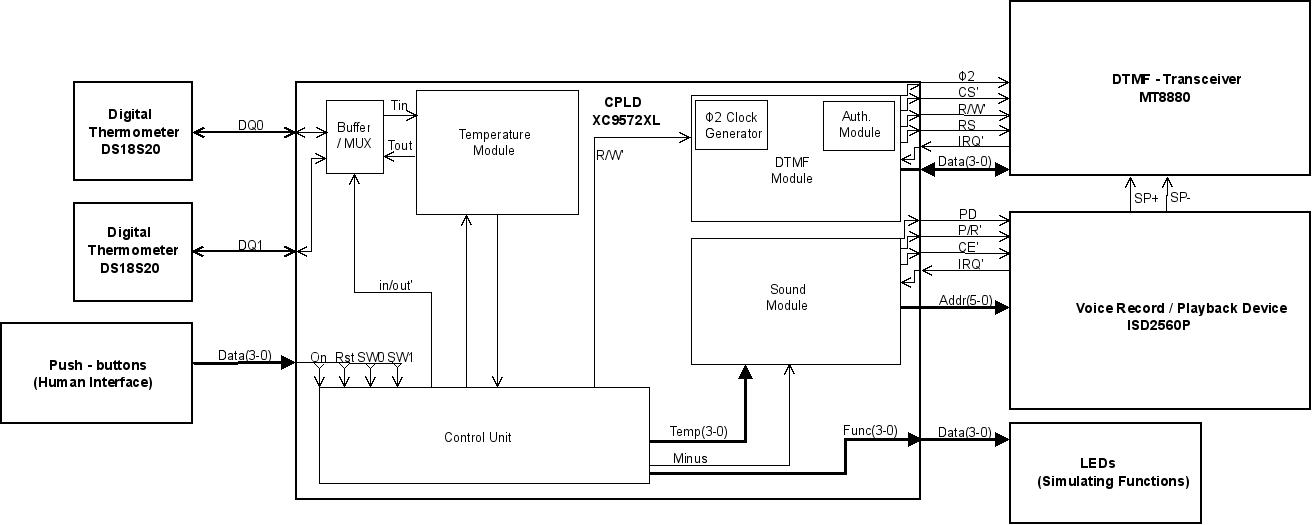 Digital
Thermometer
DS18S20
DQ0
Digital
Thermometer
DS18S20
DQ1
Push - buttons
(Human Interface)
Data(3-0)
On Rst SW0 SW1
Buffer
/ MUX
Tin
Tout
Temperature
Module
CPLD
XC9572XL
R/W'
in/out'
Control Unit
Φ2 Clock
Generator
Auth.
Module
DTMF
Module
Sound
Module
Temp(3-0)
Minus
Func(3-0)
Φ2
CS'
R/W'
RS
IRQ'
Data(3-0)
DTMF - Transceiver
MT8880
SP+
SP-
PD
P/R'
CE'
IRQ'
Addr(5-0)
Voice Record / Playback Device
ISD2560P
Data(3-0)
LEDs
(Simulating Functions)